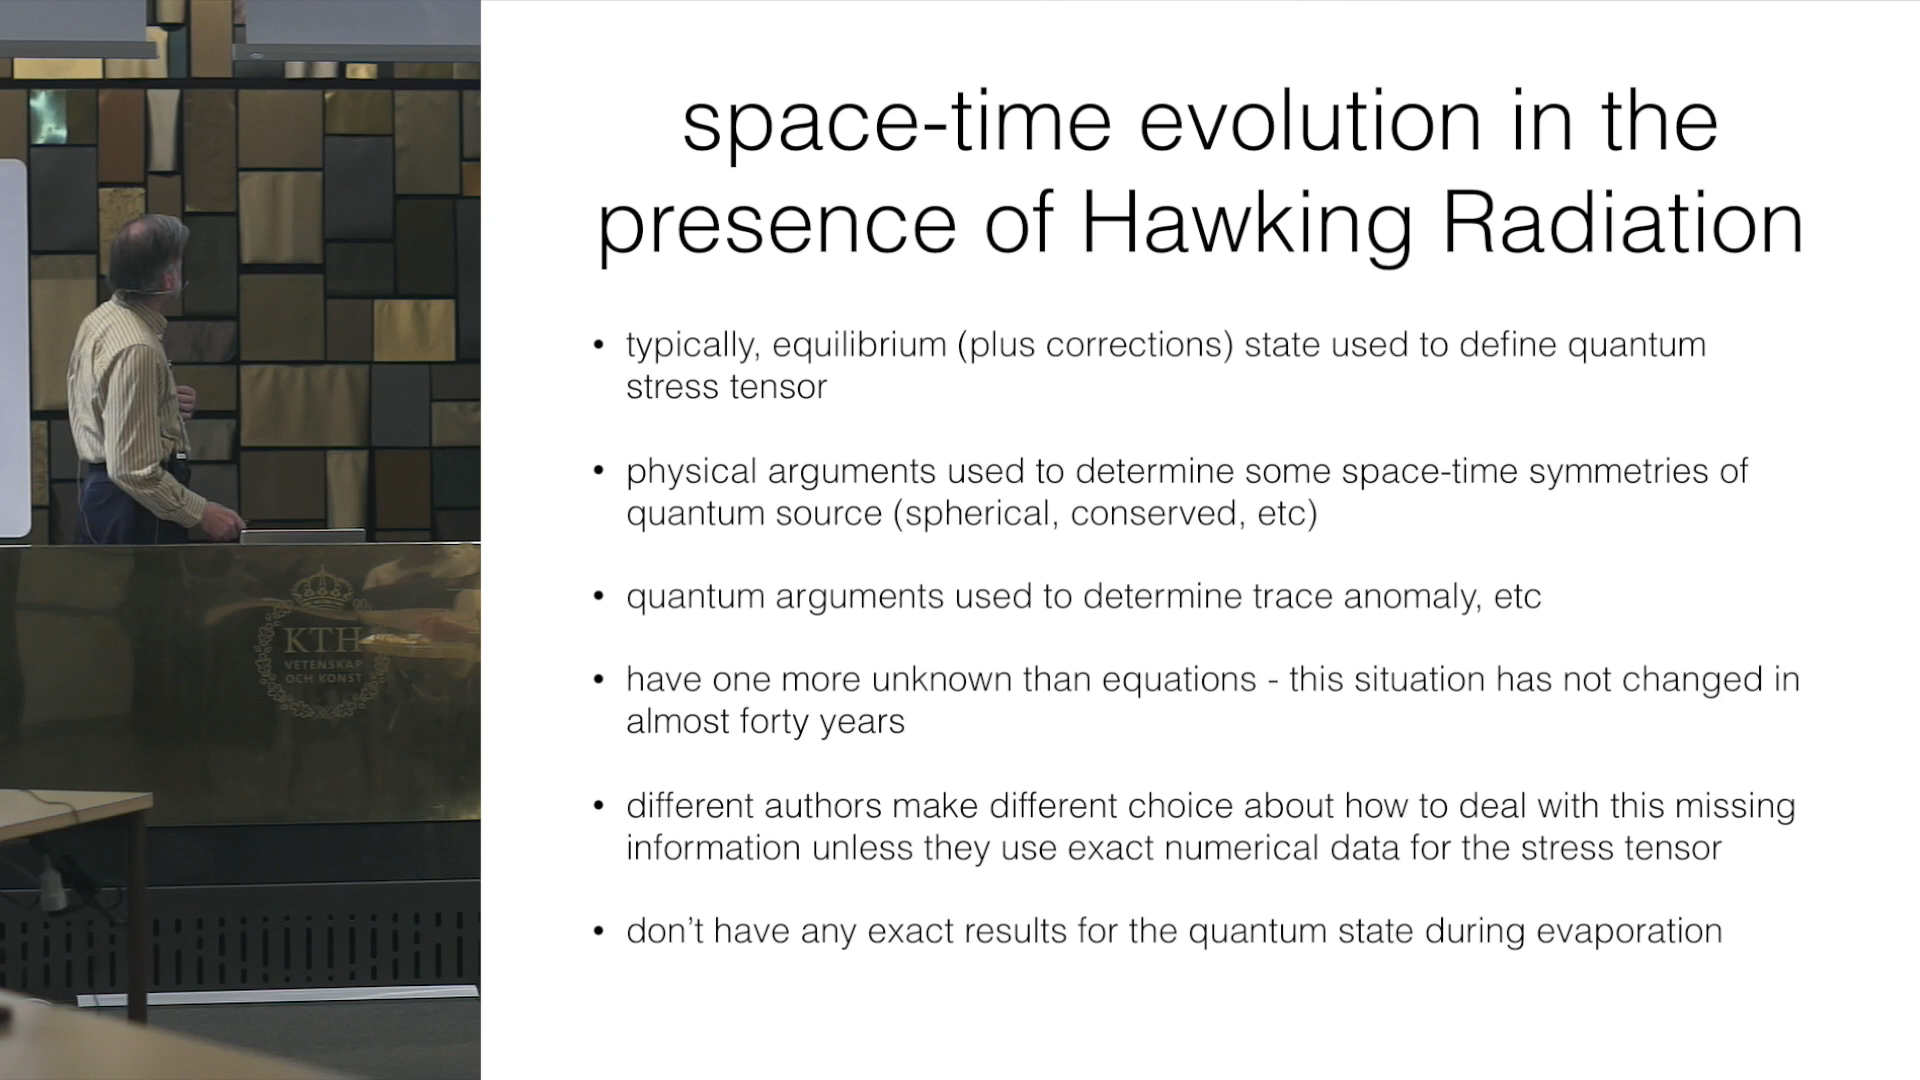 space-time evolution in the
presence of Hawking Radiation
• typically, equilibrium (plus corrections) state used to define quantum
stress tensor
• physical arguments used to determine some space-time symmetries of
quantum source (spherical, conserved, etc)
• quantum arguments used to determine trace anomaly, etc
• have one more unknown than equations - this situation has not changed in
almost forty years
• different authors make different choice about how to deal with this missing
information unless they use exact numerical data for the stress tensor
• don't have any exact results for the quantum state during evaporation
KTH
VETENSKAP
OCH KONST